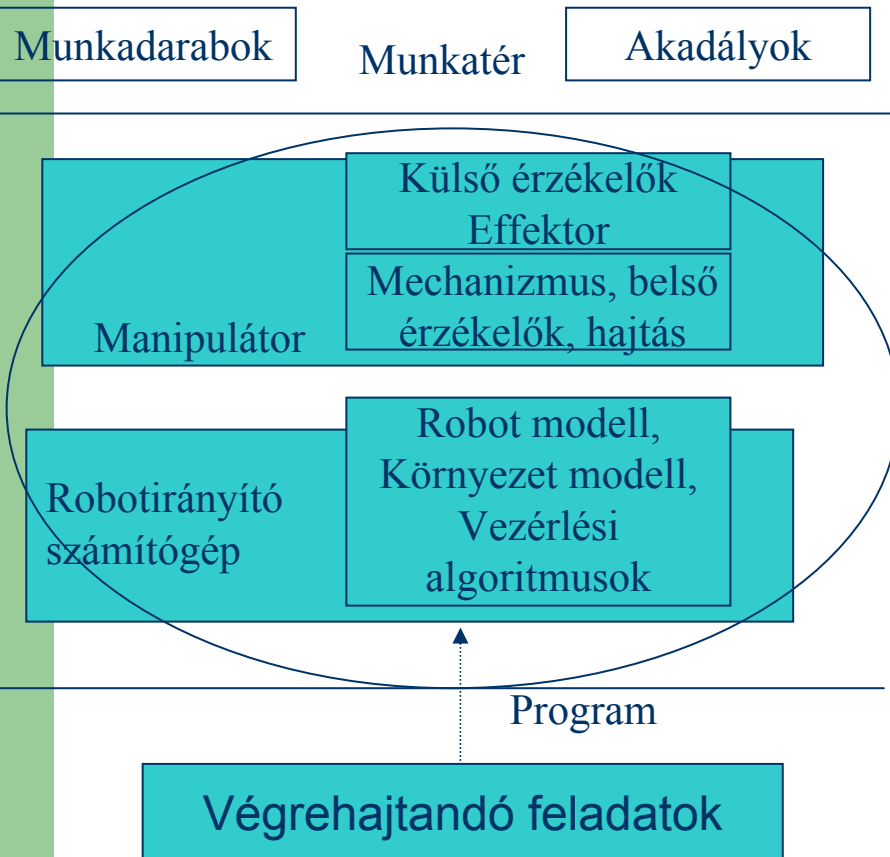 Munkadarabok
Munkatér
Akadályok
Külső érzékelők
Effektor
Mechanizmus, belső
érzékelők, hajtás
Manipulátor
Robot modell,
Környezet modell,
Vezérlési
algoritmusok
Robotirányító
számítógép
Program
Végrehajtandó feladatok